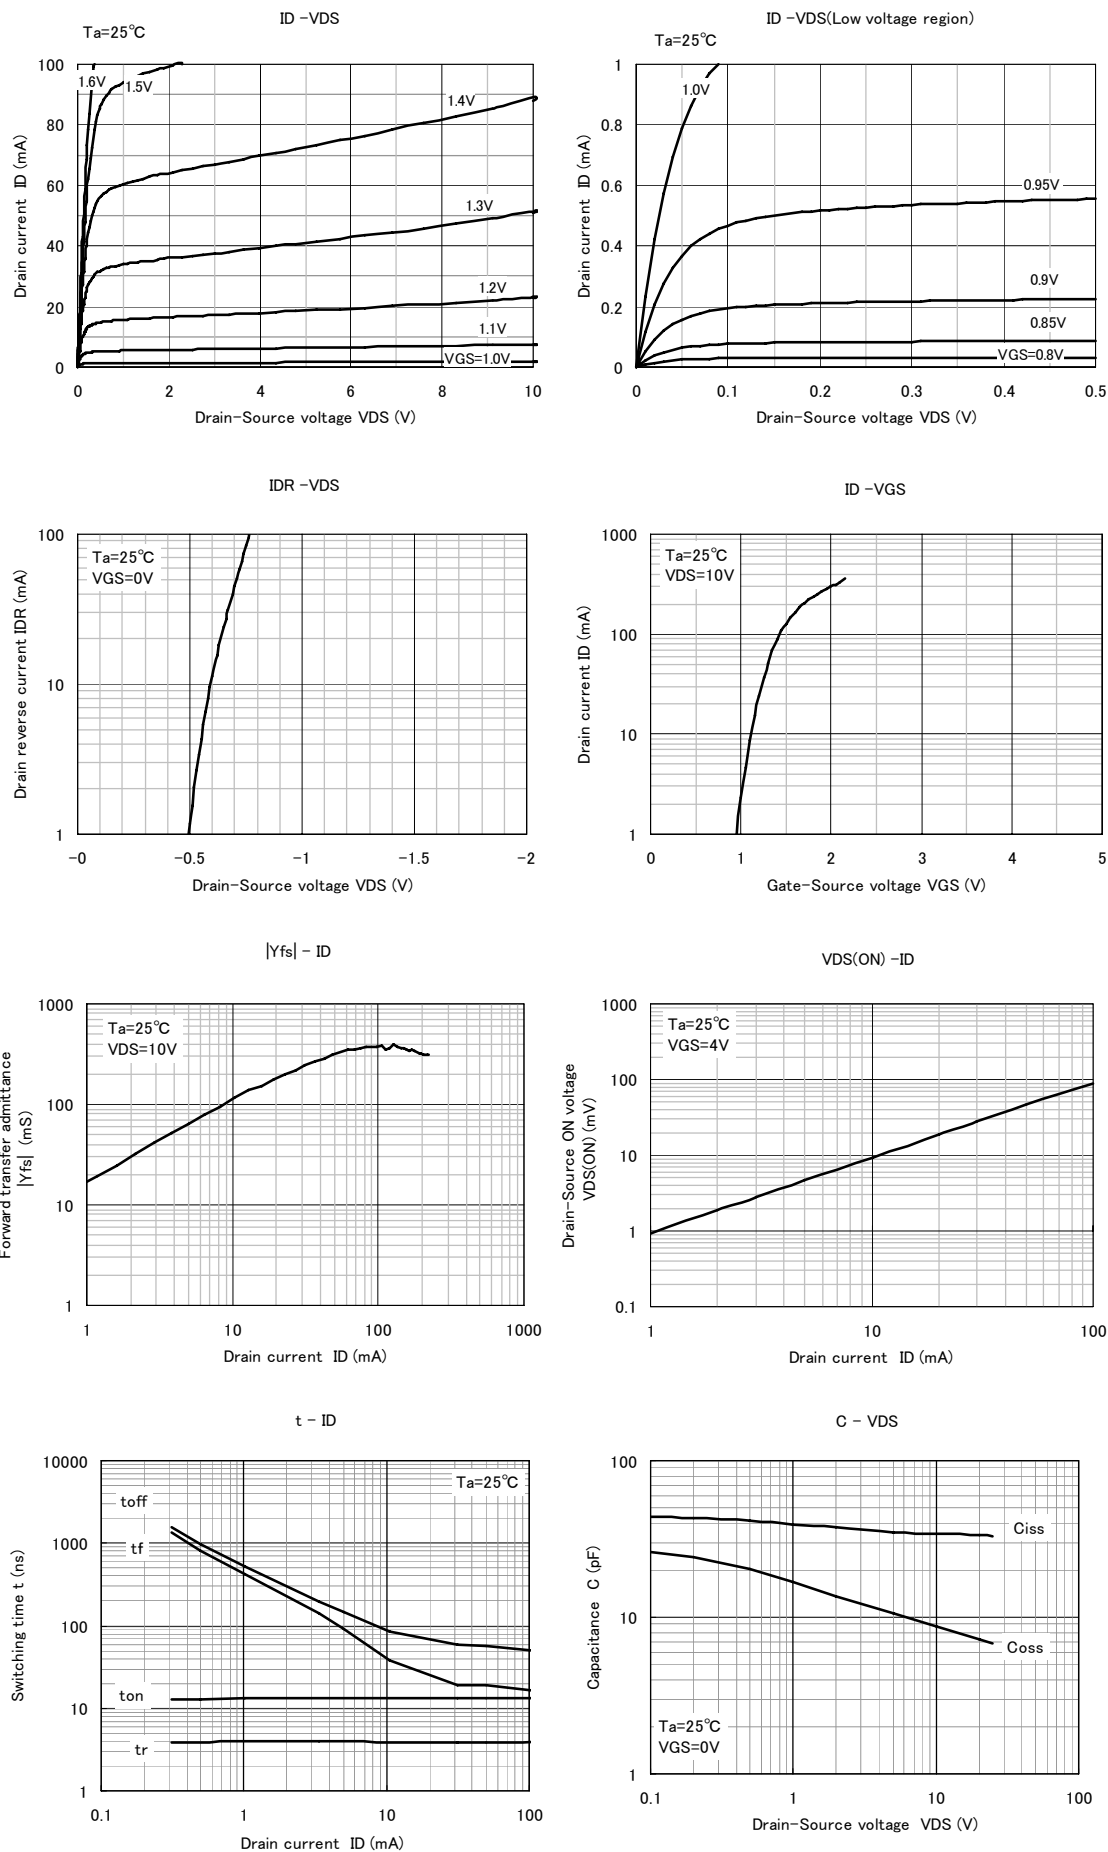 ID −VDS
Ta=25℃
100
80
60
40
20
0
1.6V
1.5V
1.4V
1.3V
1.2V
1.1V
VGS=1.0V
0 2 4 6 8 10
Drain current ID (mA)
Drain−Source voltage VDS (V)
ID −VDS(Low voltage region)
Ta=25℃
1
0.8
0.6
0.4
0.2
0
1.0V
0.95V
0.9V
0.85V
VGS=0.8V
0 0.1 0.2 0.3 0.4 0.5
Drain current ID (mA)
Drain−Source voltage VDS (V)
IDR −VDS
Ta=25℃
VGS=0V
100
10
1
−0 −0.5 −1 −1.5 −2
Drain reverse current IDR (mA)
Drain−Source voltage VDS (V)
ID −VGS
Ta=25℃
VDS=10V
1000
100
10
1
0 1 2 3 4 5
Drain current ID (mA)
Gate−Source voltage VGS (V)
|Yfs| − ID
Ta=25℃
VDS=10V
1000
100
10
1
1 10 100 1000
Forward transfer admittance
|Yfs| (mS)
Drain current ID (mA)
VDS(ON) −ID
Ta=25℃
VGS=4V
1000
100
10
1
0.1
1 10 100
Drain−Source ON voltage
VDS(ON) (mV)
Drain current ID (mA)
t − ID
Ta=25℃
10000
1000
100
10
1
toff
tf
ton
tr
0.1 1 10 100
Switching time t (ns)
Drain current ID (mA)
C − VDS
100
10
1
Ciss
Coss
Ta=25℃
VGS=0V
0.1 1 10 100
Capacitance C (pF)
Drain−Source voltage VDS (V)